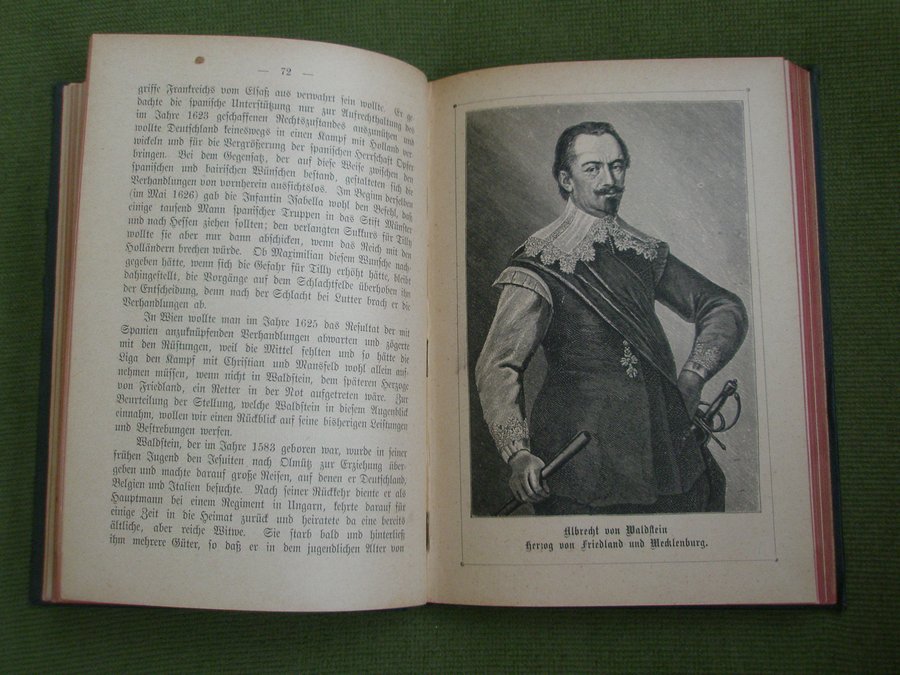 — 72 —
griffe Frankreichs vom Elsaß aus verwahrt sein wollte. Er ge-
dachte die spanische Unterstützung nur zur Aufrechthaltung des
im Jahre 1623 geschaffenen Rechtszustandes auszunützen und
wollte Deutschland keineswegs in einen Kampf mit Holland ver-
wickeln und für die Vergrößerung der spanischen Herrschaft Opfer
bringen. Bei dem Gegensatz, der auf diese Weise zwischen den
spanischen und bairischen Wünschen bestand, gestalteten sich die
Verhandlungen von vornherein aussichtslos. Im Beginn derselben
(im Mai 1626) gab die Infantin Isabella wohl den Befehl, daß
einige tausend Mann spanischer Truppen in das Stift Münster
und nach Hessen ziehen sollten; den verlangten Sukkurs für Tilly
wollte sie aber nur dann abschicken, wenn das Reich mit den
Holländern brechen würde. Ob Maximilian diesem Wunsche nach-
gegeben hätte, wenn sich die Gefahr für Tilly erhöht hätte, bleibt
dahingestellt, die Vorgänge auf dem Schlachtfelde überhoben ihn
der Entscheidung, denn nach der Schlacht bei Lutter brach er die
Verhandlungen ab.
In Wien wollte man im Jahre 1625 das Resultat der mit
Spanien anzuknüpfenden Verhandlungen abwarten und zögerte
mit den Rüstungen, weil die Mittel fehlten und so hätte die
Liga den Kampf mit Christian und Mansfeld wohl allein auf-
nehmen müssen, wenn nicht in Waldstein, dem späteren Herzoge
von Friedland, ein Retter in der Not aufgetreten wäre. Zur
Beurteilung der Stellung, welche Waldstein in diesem Augenblick
einnahm, wollen wir einen Rückblick auf seine bisherigen Leistungen
und Bestrebungen werfen.
Waldstein, der im Jahre 1583 geboren war, wurde in seiner
frühen Jugend den Jesuiten nach Olmütz zur Erziehung über-
geben und machte darauf große Reisen, auf denen er Deutschland,
Belgien und Italien besuchte. Nach seiner Rückkehr diente er als
Hauptmann bei einem Regiment in Ungarn, kehrte darauf für
einige Zeit in die Heimat zurück und heiratete da eine bereits
ältliche, aber reiche Witwe. Sie starb bald und hinterließ
ihm mehrere Güter, so daß er in dem jugendlichen Alter von
Albrecht von Waldstein
Herzog von Friedland und Mecklenburg.